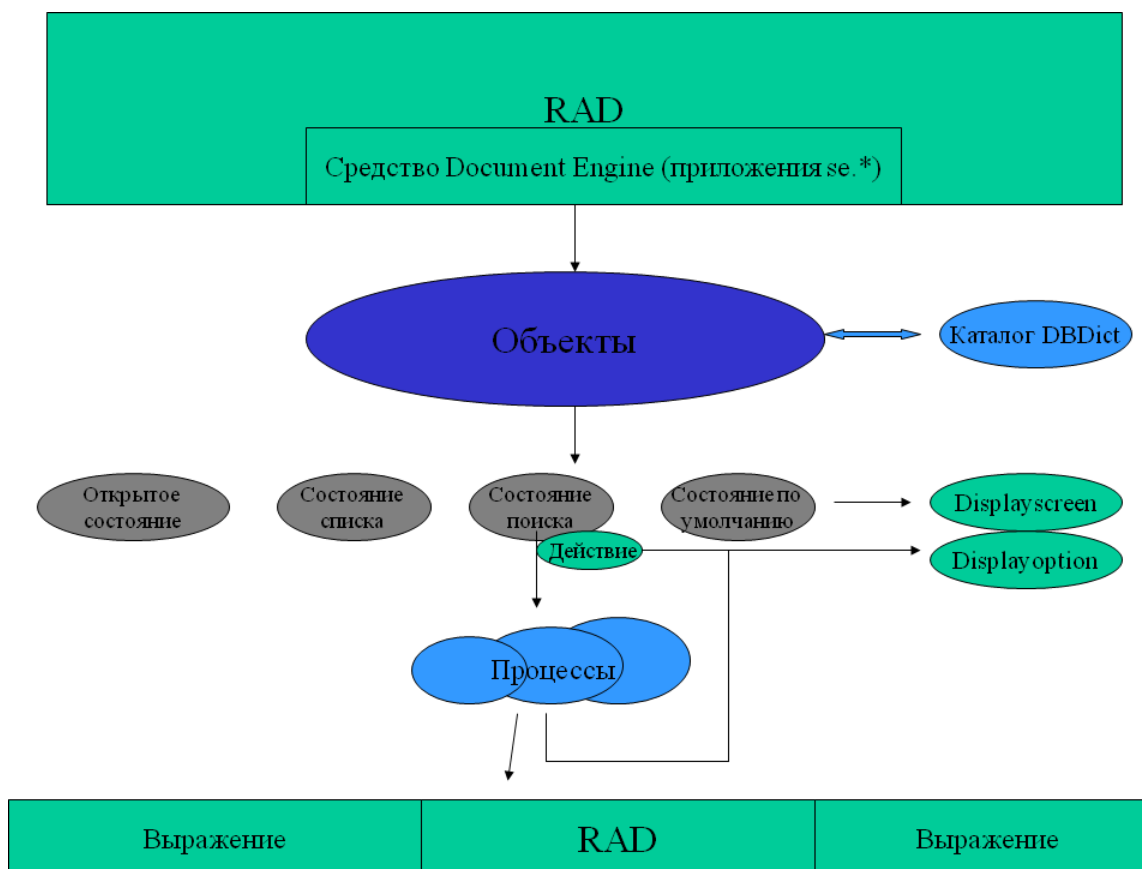 RAD
Средство Document Engine (приложения se.*)
Объекты
Каталог DBDict
Открытое
состояние
Состояние
списка
Состояние
поиска
Состояние по
умолчанию
Displayscreen
Действие
Displayoption
Процессы
Выражение
RAD
Выражение